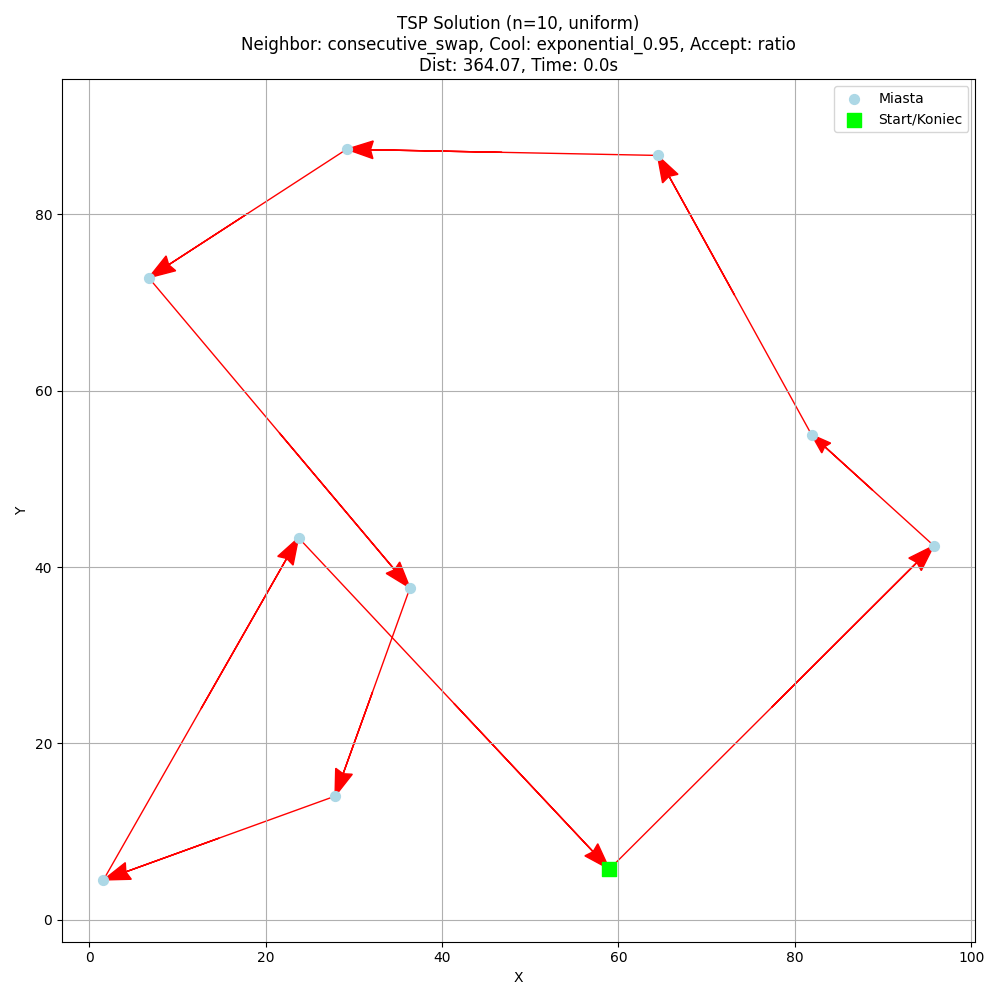 TSP Solution (n=10, uniform)
Neighbor: consecutive_swap, Cool: exponential_0.95, Accept: ratio
Dist: 364.07, Time: 0.0s
Miasta
Start/Koniec
80
60
40
20
0
Y
0
20
40
60
80
100
X